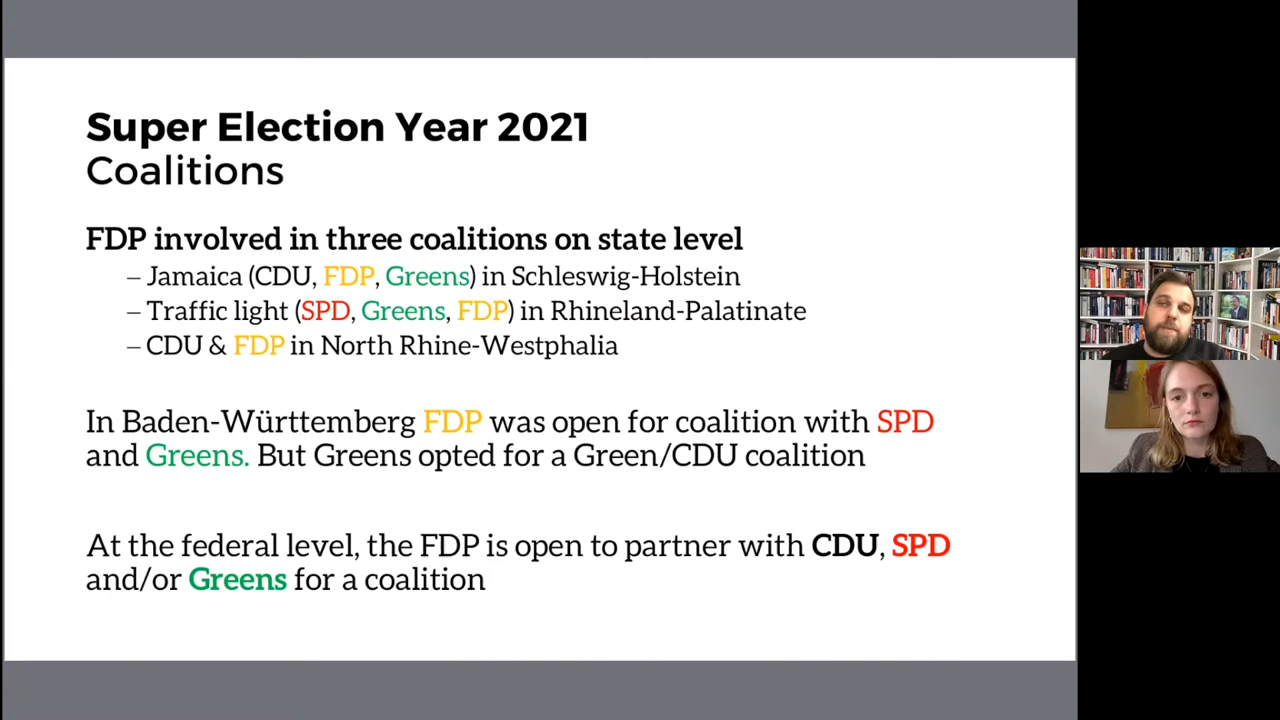 Super Election Year 2021
Coalitions
FDP involved in three coalitions on state level
– Jamaica (CDU, FDP, Greens) in Schleswig-Holstein
– Traffic light (SPD, Greens, FDP) in Rhineland-Palatinate
– CDU & FDP in North Rhine-Westphalia
In Baden-Württemberg FDP was open for coalition with SPD
and Greens. But Greens opted for a Green/CDU coalition
At the federal level, the FDP is open to partner with CDU, SPD
and/or Greens for a coalition